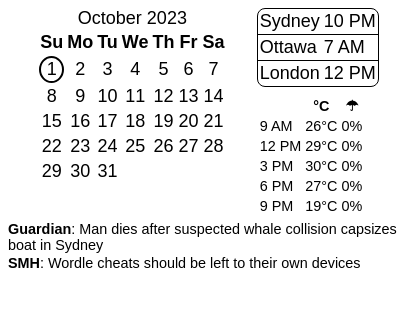 October 2023
Su Mo Tu We Th Fr Sa
1 2 3 4 5 6 7
8 9 10 11 12 13 14
15 16 17 18 19 20 21
22 23 24 25 26 27 28
29 30 31
Sydney 10 PM
Ottawa 7 AM
London 12 PM
°C ☂
9 AM 26°C 0%
12 PM 29°C 0%
3 PM 30°C 0%
6 PM 27°C 0%
9 PM 19°C 0%
Guardian: Man dies after suspected whale collision capsizes
boat in Sydney
SMH: Wordle cheats should be left to their own devices